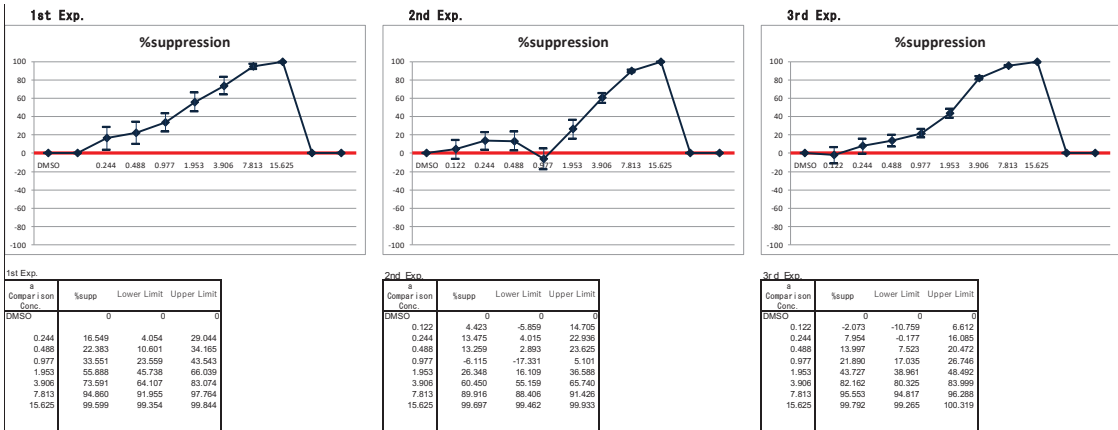 1st Exp.
2nd Exp.
3rd Exp.
%suppression
100
80
60
40
20
0
-20
-40
-60
-80
-100
DMSO 0.244 0.488 0.977 1.953 3.906 7.813 15.625
%suppression
100
80
60
40
20
0
-20
-40
-60
-80
-100
DMSO 0.122 0.244 0.488 0.977 1.953 3.906 7.813 15.625
%suppression
100
80
60
40
20
0
-20
-40
-60
-80
-100
DMSO 0.122 0.244 0.488 0.977 1.953 3.906 7.813 15.625
1st Exp.
a
Comparison
Conc.
%supp Lower Limit Upper Limit
DMSO 0 0 0
0.244 16.549 4.054 29.044
0.488 22.383 10.601 34.165
0.977 33.551 23.559 43.543
1.953 55.888 45.738 66.039
3.906 73.591 64.107 83.074
7.813 94.860 91.955 97.764
15.625 99.599 99.354 99.844
2nd Exp.
a
Comparison
Conc.
%supp Lower Limit Upper Limit
DMSO 0 0 0
0.122 4.423 -5.859 14.705
0.244 13.475 4.015 22.936
0.488 13.259 2.893 23.625
0.977 -6.115 -17.331 5.101
1.953 26.348 16.109 36.588
3.906 60.450 55.159 65.740
7.813 89.916 88.406 91.426
15.625 99.697 99.462 99.933
3rd Exp.
a
Comparison
Conc.
%supp Lower Limit Upper Limit
DMSO 0 0 0
0.122 -2.073 -10.759 6.612
0.244 7.954 -0.177 16.085
0.488 13.997 7.523 20.472
0.977 21.890 17.035 26.746
1.953 43.727 38.961 48.492
3.906 82.162 80.325 83.999
7.813 95.553 94.817 96.288
15.625 99.792 99.265 100.319